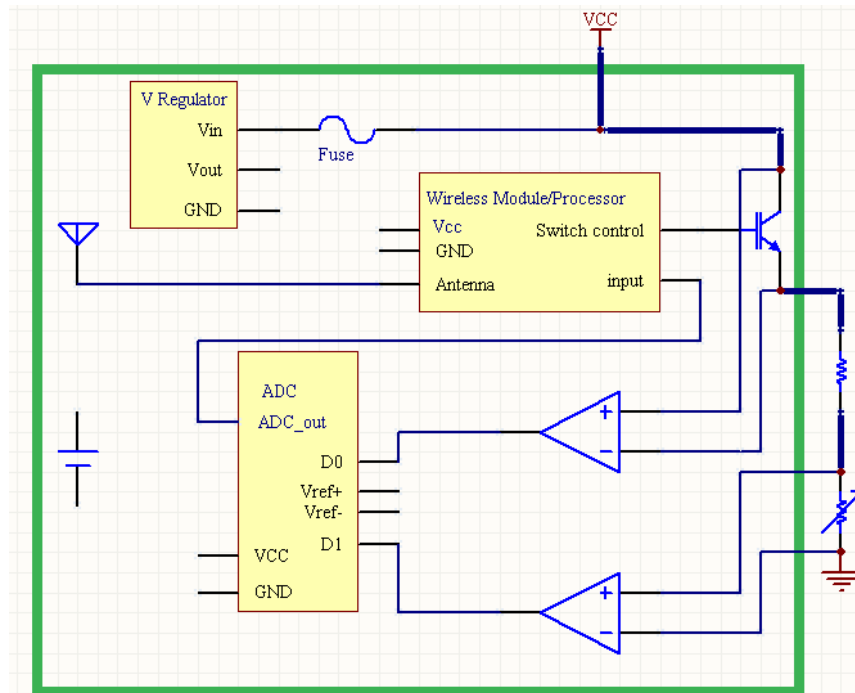 VCC
V Regulator
Vin
Fuse
Vout
GND
Wireless Module/Processor
Vcc
Switch control
GND
Antenna
input
ADC
ADC_out
D0
+
−
Vref+
Vref-
D1
VCC
GND
+
−